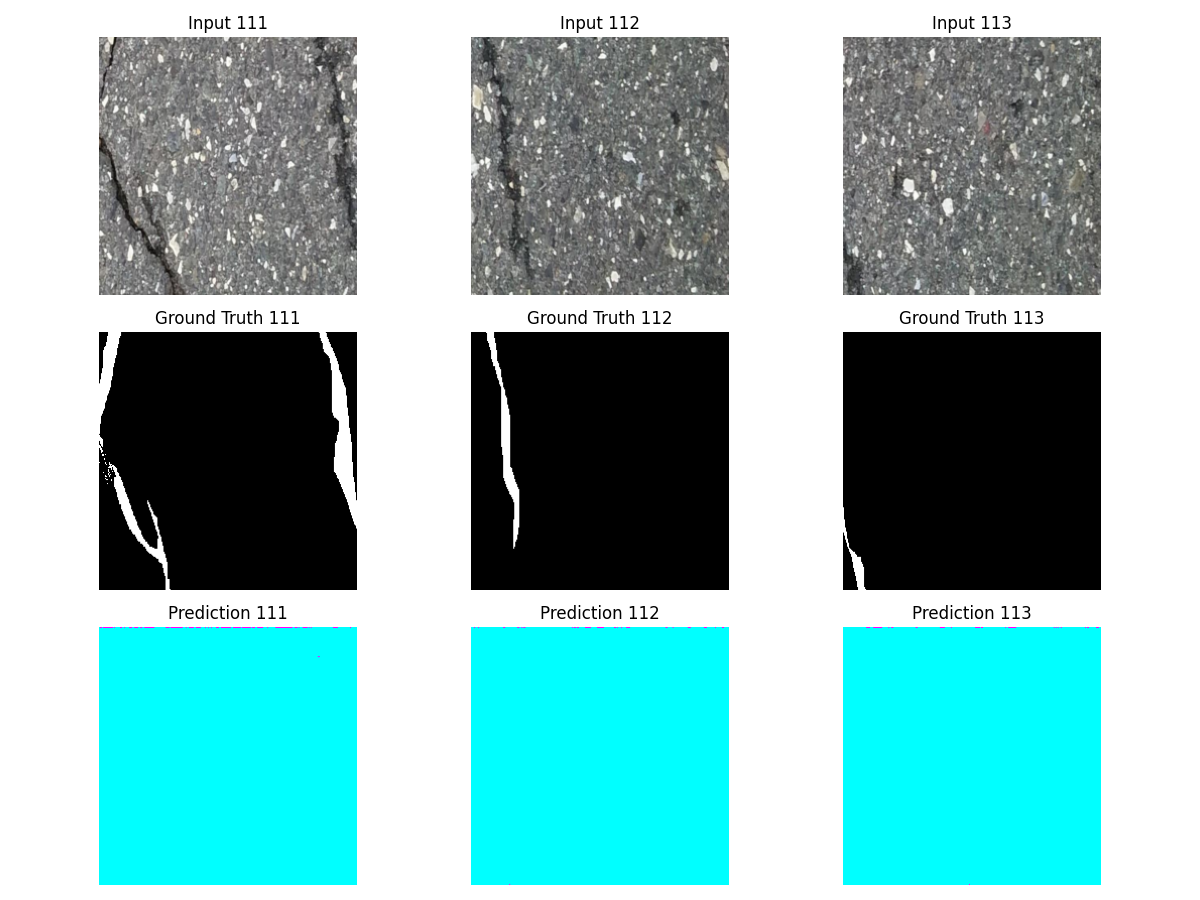 Input 111
Input 112
Input 113
Ground Truth 111
Ground Truth 112
Ground Truth 113
Prediction 111
Prediction 112
Prediction 113